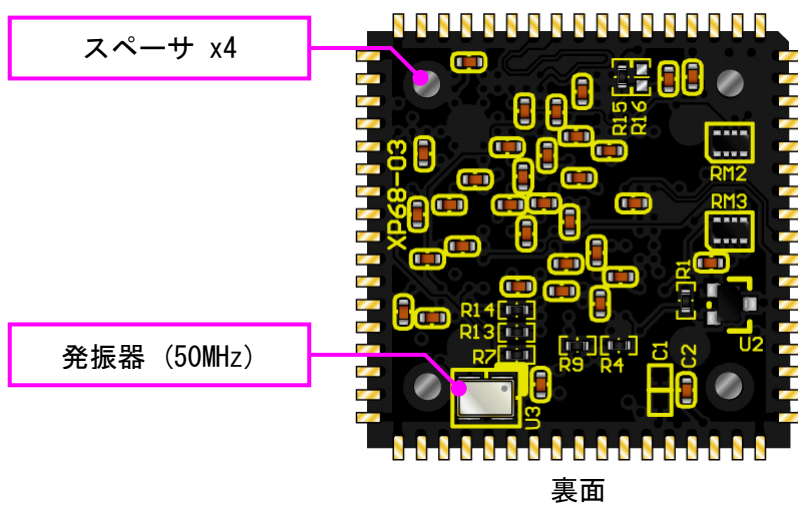 スペーサ x4
R15
R16
RM2
XP68-03
RM3
R1
R14
R13
R7
R9
R4
C1
C2
U2
発振器 (50MHz)
U3
裏面